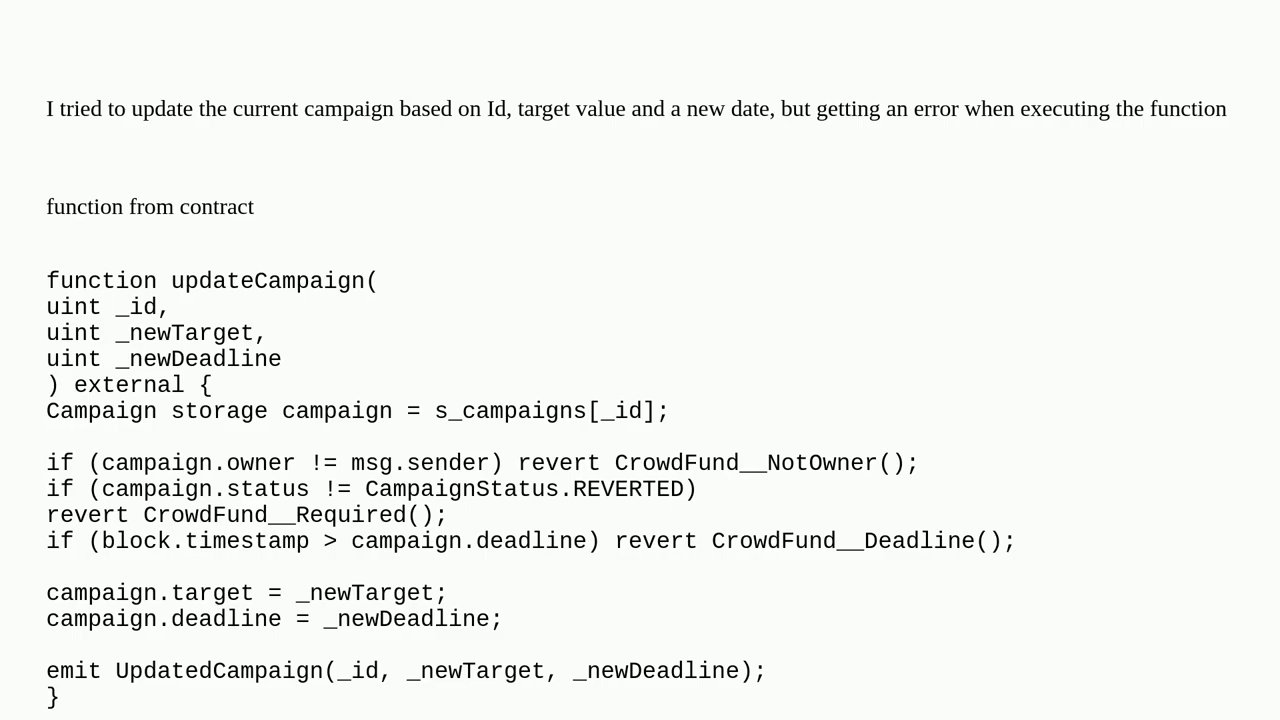 I tried to update the current campaign based on Id, target value and a new date, but getting an error when executing the function
function from contract
function updateCampaign(
uint _id,
uint _newTarget,
uint _newDeadline
) external {
Campaign storage campaign = s_campaigns[_id];
if (campaign.owner != msg.sender) revert CrowdFund__NotOwner();
if (campaign.status != CampaignStatus.REVERTED)
revert CrowdFund__Required();
if (block.timestamp > campaign.deadline) revert CrowdFund__Deadline();
campaign.target = _newTarget;
campaign.deadline = _newDeadline;
emit UpdatedCampaign(_id, _newTarget, _newDeadline);
}